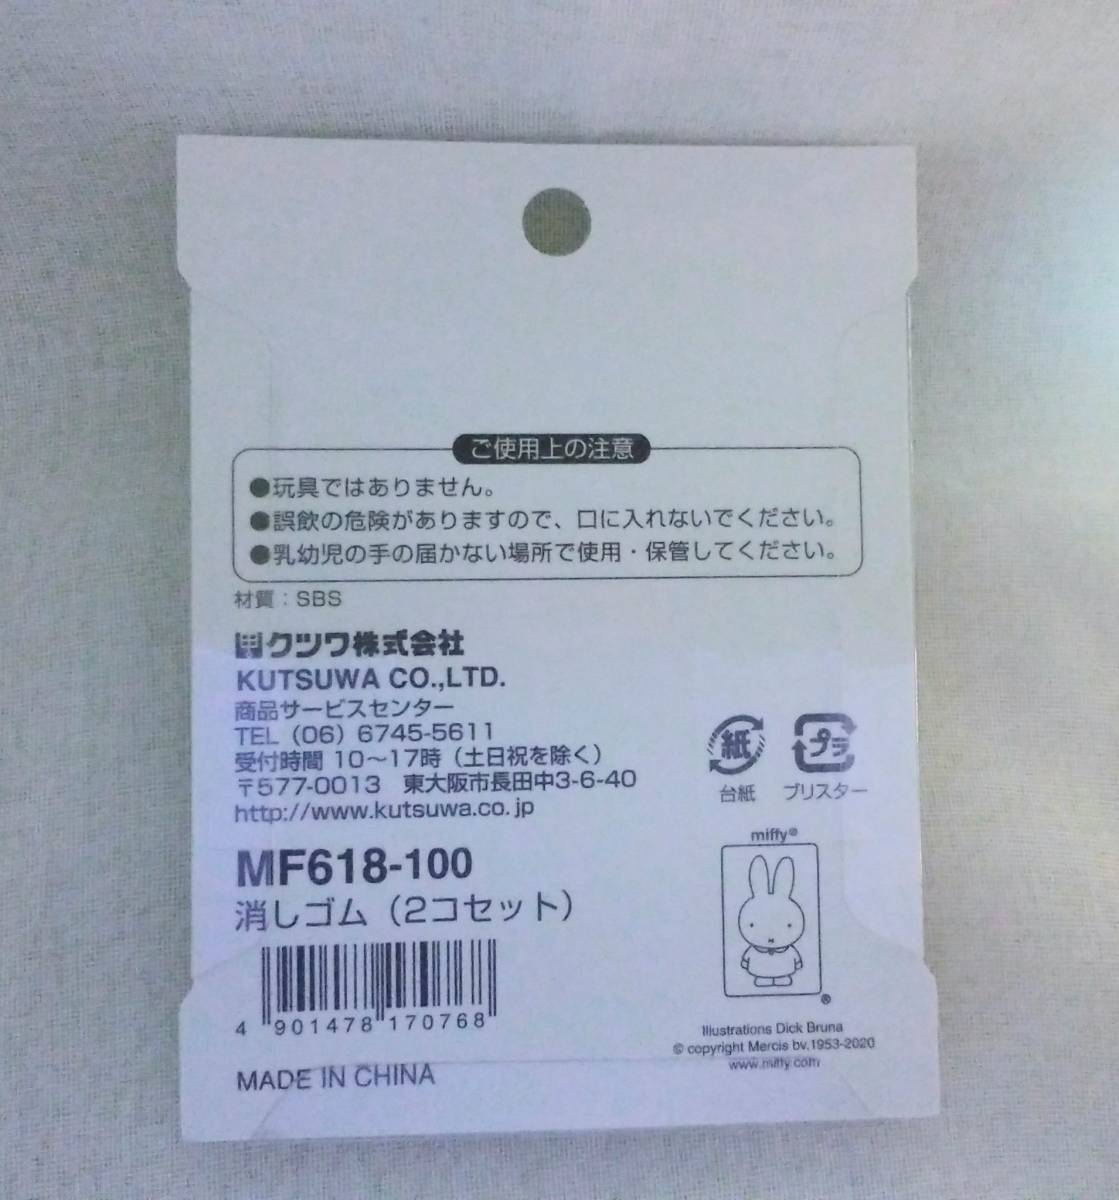 ご使用上の注意
●玩具ではありません。
●誤飲の危険がありますので、口に入れないでください。
●乳幼児の手の届かない場所で使用・保管してください。
材質：SBS
クツワ株式会社
KUTSUWA CO.,LTD.
商品サービスセンター
TEL（06）6745-5611
受付時間 10～17時（土日祝を除く）
〒577-0013 東大阪市長田中3-6-40
http://www.kutsuwa.co.jp
紙
プラ
台紙
ブリスター
MF618-100
消しゴム（2コセット）
4 901478 170768
MADE IN CHINA
miffy®
®
Illustrations Dick Bruna
© copyright Mercis bv.1953-2020
www.miffy.com